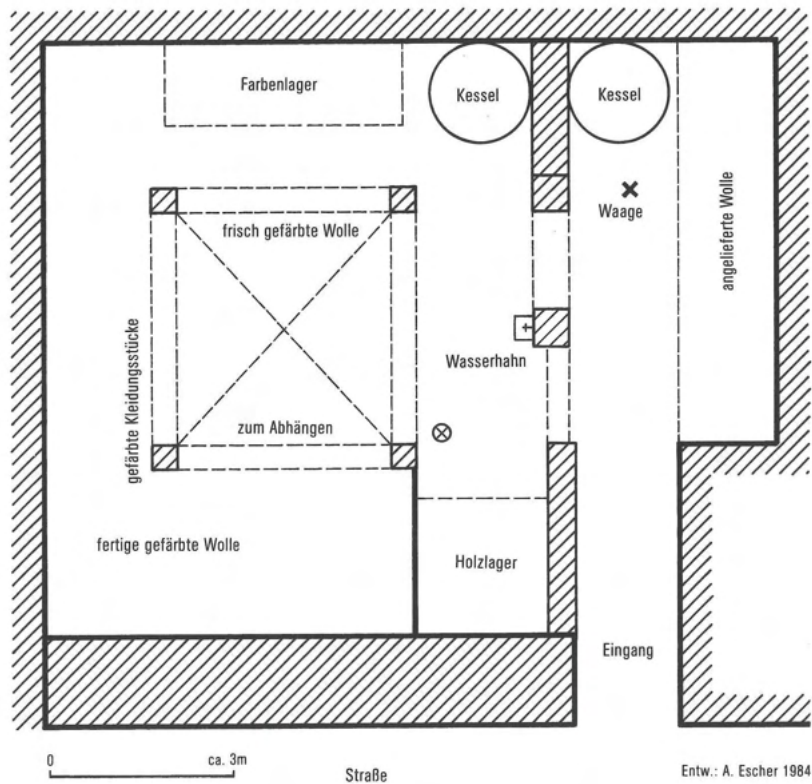 Farbenlager
Kessel
Kessel
Waage
angelieferte Wolle
frisch gefärbte Wolle
gefärbte Kleidungsstücke
Wasserhahn
zum Abhängen
fertige gefärbte Wolle
Holzlager
Eingang
0 ca. 3m
Straße
Entw.: A. Escher 1984